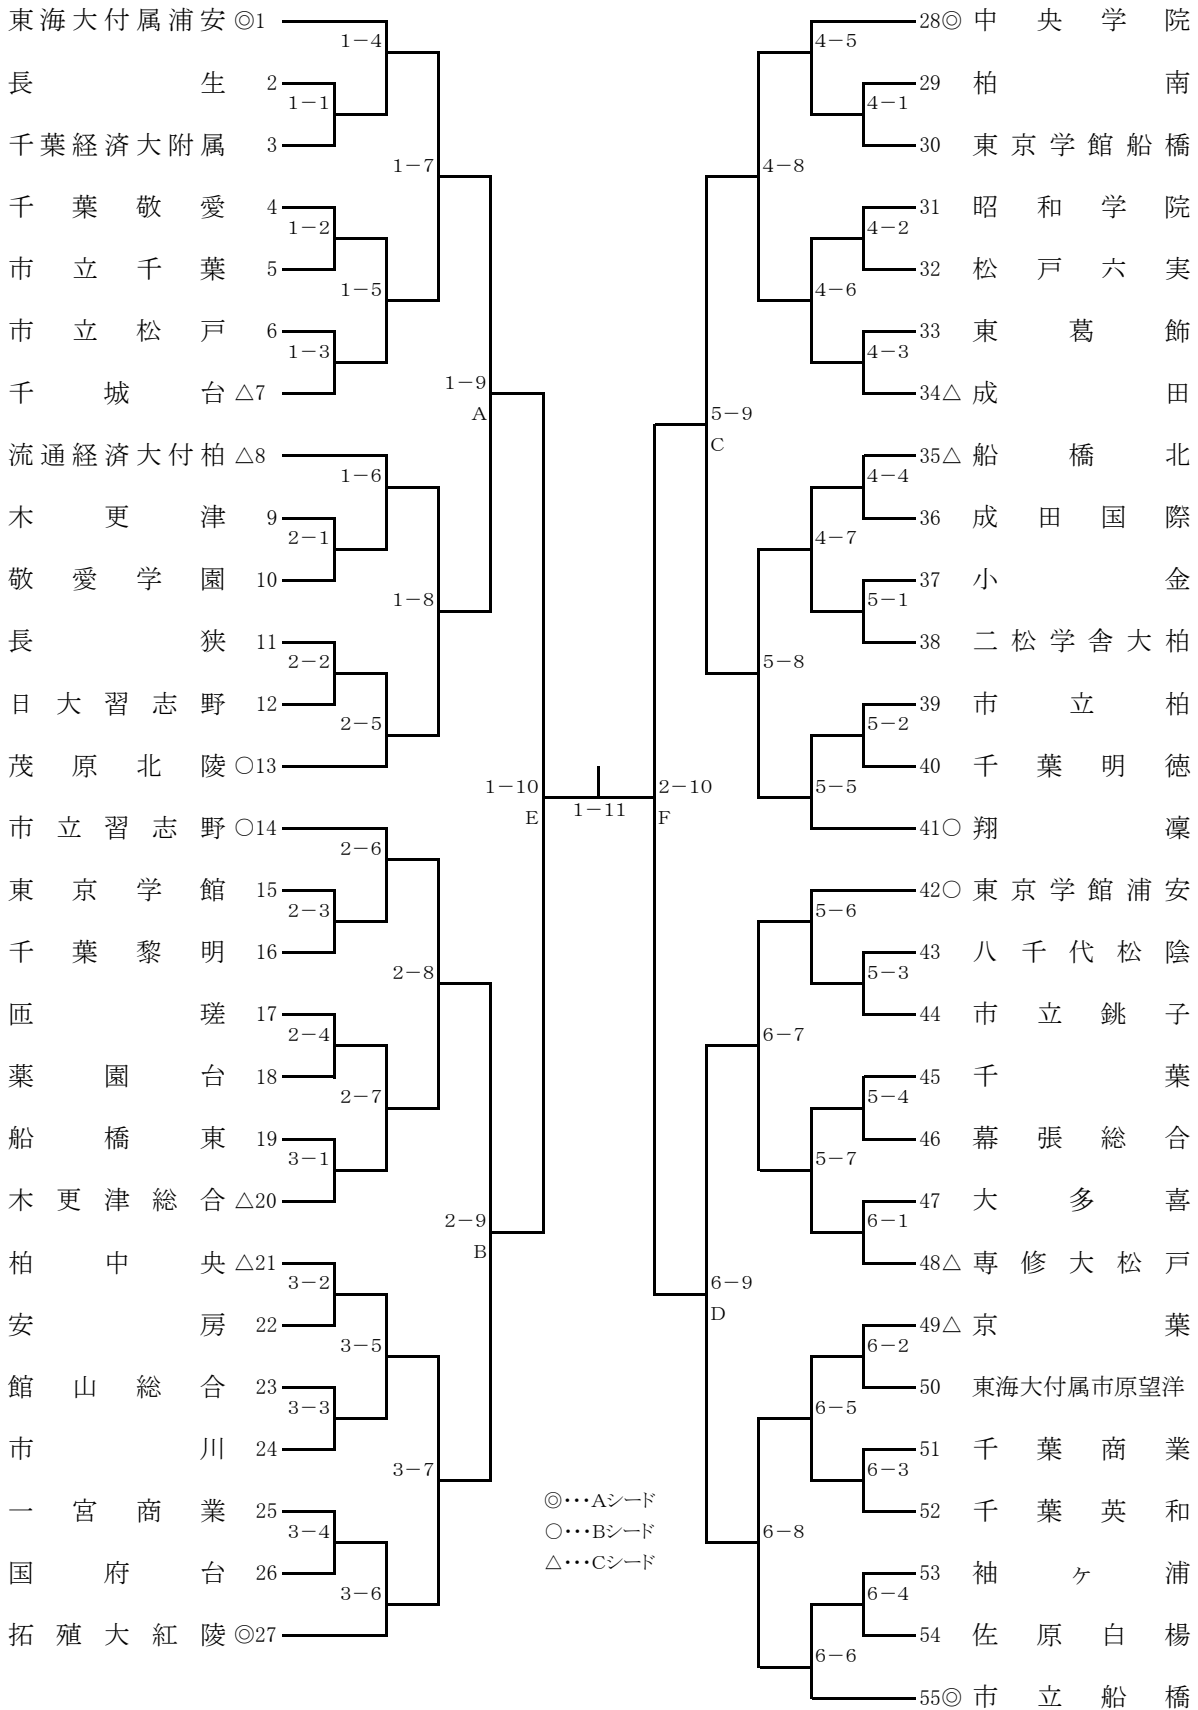 東海大付属浦安 ◎1
1－4
長生 2
1－1
千葉経済大附属 3
1－7
千葉敬愛 4
1－2
市立千葉 5
1－5
市立松戸 6
1－3
千城台 △7
1－9
A
流通経済大付柏 △8
1－6
木更津 9
2－1
敬愛学園 10
1－8
長狭 11
2－2
日大習志野 12
2－5
茂原北陵 ○13
1－10
E
市立習志野 ○14
2－6
東京学館 15
2－3
千葉黎明 16
2－8
匝瑳 17
2－4
薬園台 18
2－7
船橋東 19
3－1
木更津総合 △20
2－9
B
柏中央 △21
3－2
安房 22
3－5
館山総合 23
3－3
市川 24
3－7
一宮商業 25
3－4
国府台 26
3－6
拓殖大紅陵 ◎27
1－11
28◎ 中央学院
4－5
29 柏南
4－1
30 東京学館船橋
4－8
31 昭和学院
4－2
32 松戸六実
4－6
33 東葛飾
4－3
34△ 成田
5－9
C
35△ 船橋北
4－4
36 成田国際
4－7
37 小金
5－1
38 二松学舎大柏
5－8
39 市立柏
5－2
40 千葉明徳
5－5
41○ 翔凜
2－10
F
42○ 東京学館浦安
5－6
43 八千代松陰
5－3
44 市立銚子
6－7
45 千葉
5－4
46 幕張総合
5－7
47 大多喜
6－1
48△ 専修大松戸
6－9
D
49△ 京葉
6－2
50 東海大付属市原望洋
6－5
51 千葉商業
6－3
52 千葉英和
6－8
53 袖ヶ浦
6－4
54 佐原白楊
6－6
55◎ 市立船橋
◎・・・Aシード
○・・・Bシード
△・・・Cシード